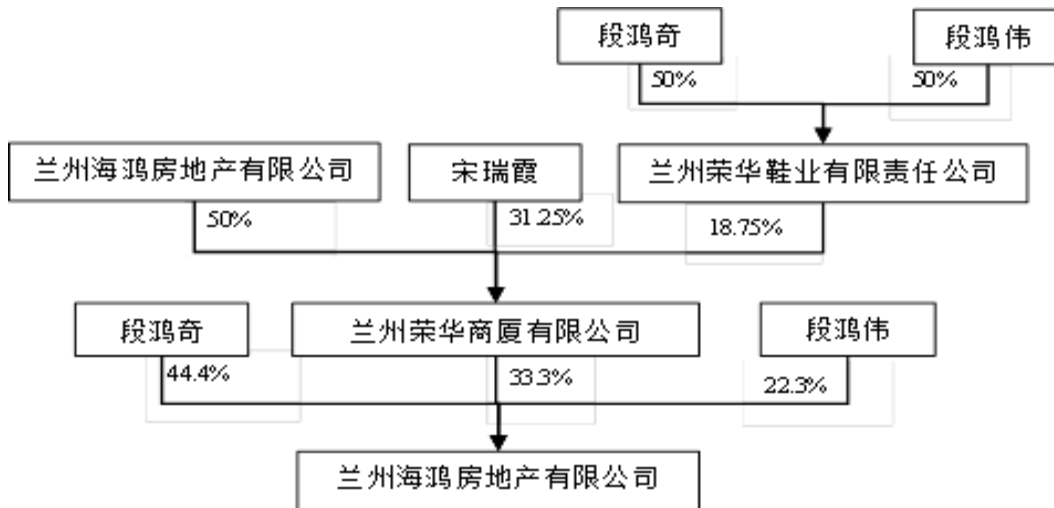 段鸿奇
段鸿伟
50%
50%
兰州海鸿房地产有限公司
宋瑞霞
兰州荣华鞋业有限责任公司
50%
31.25%
18.75%
段鸿奇
兰州荣华商厦有限公司
段鸿伟
44.4%
33.3%
22.3%
兰州海鸿房地产有限公司